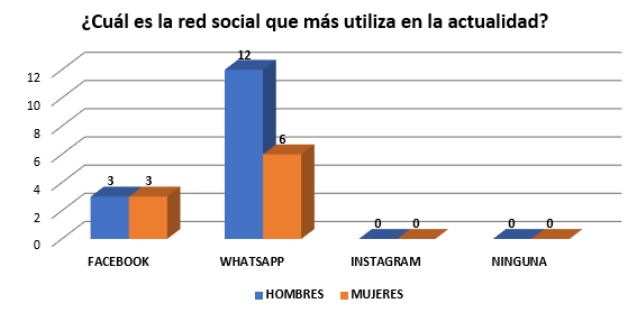 ¿Cuál es la red social que más utiliza en la actualidad?
12
12
10
8
6
6
4
3 3
2
0 0 0 0
0
FACEBOOK WHATSAPP INSTAGRAM NINGUNA
HOMBRES MUJERES